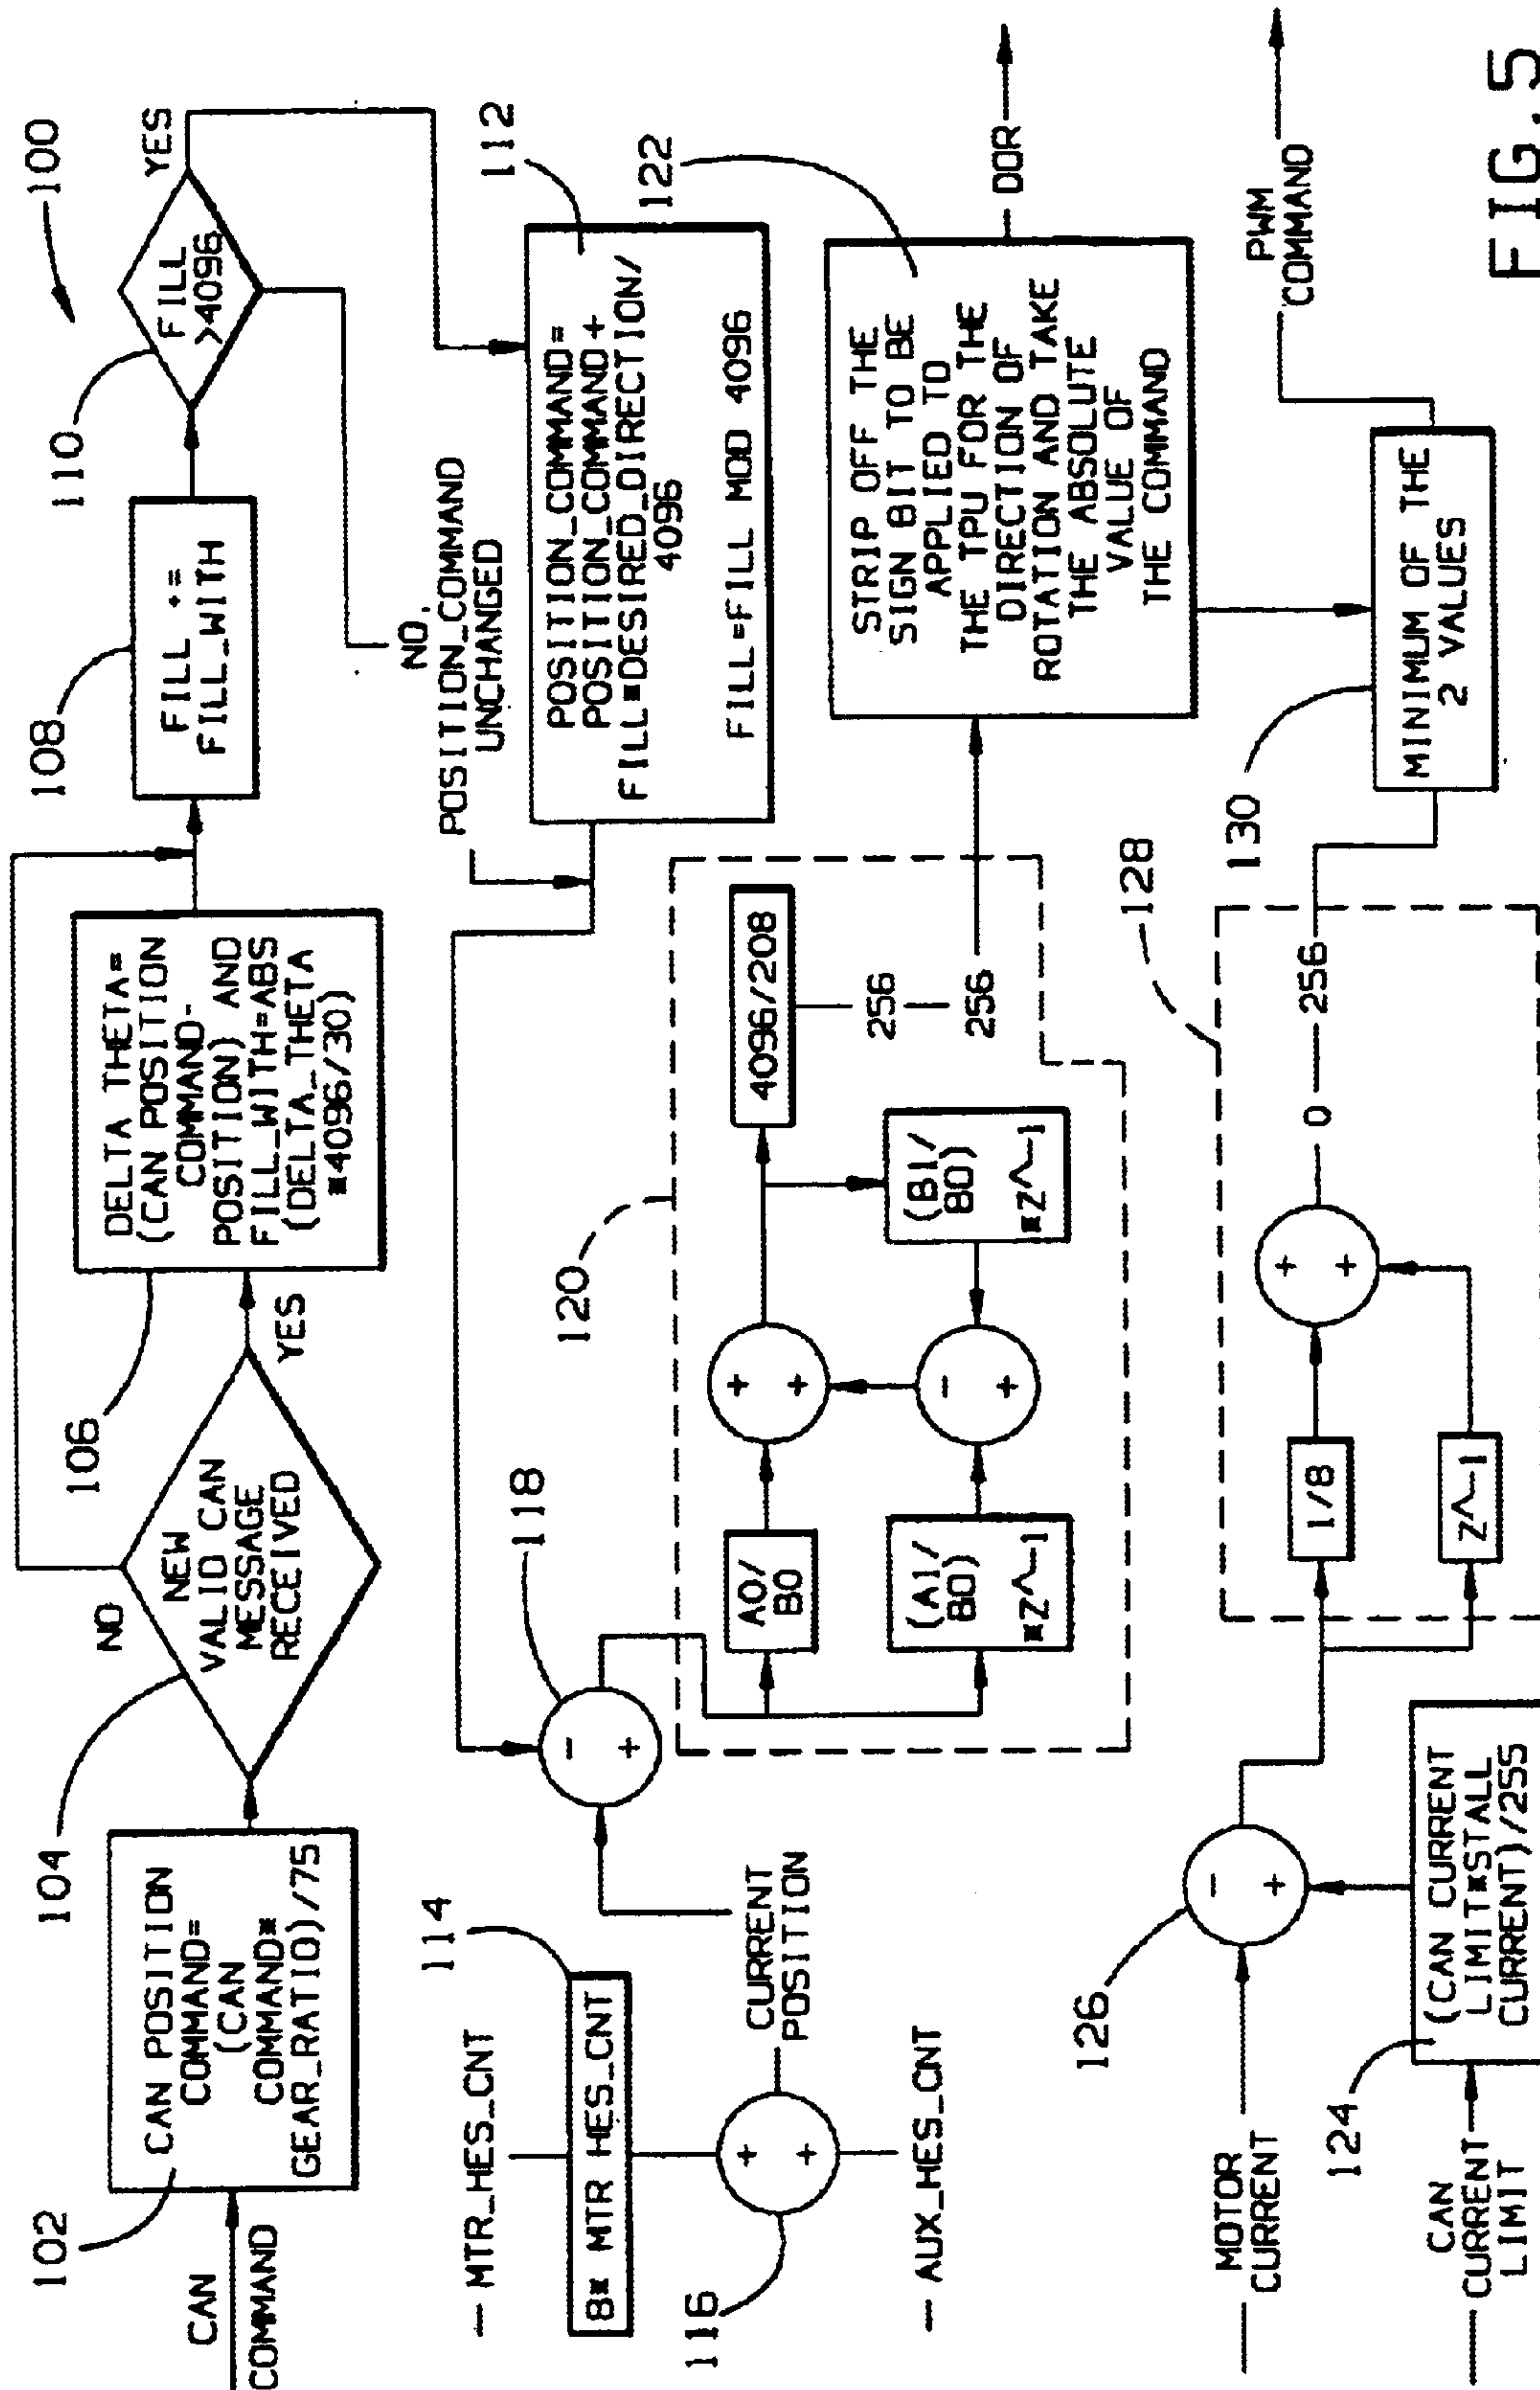 100
CAN
COMMAND
102
CAN POSITION
COMMAND=
(CAN
COMMAND*
GEAR_RATIO)/75
104
NO
NEW
VALID CAN
MESSAGE
RECEIVED
YES
106
DELTA THETA=
(CAN POSITION
COMMAND-
POSITION) AND
FILL_WITH=ABS
(DELTA_THETA
*4096/30)
108
FILL +=
FILL_WITH
110
FILL
>4096
YES
NO,
POSITION_COMMAND
UNCHANGED
112
POSITION_COMMAND=
POSITION_COMMAND+
FILL*DESIRED_DIRECTION/
4096
FILL=FILL MOD 4096
MTR_HES_CNT
114
8* MTR HES_CNT
116
+
+
AUX_HES_CNT
CURRENT
POSITION
118
-
+
120
A0/
B0
(A1/
B0)
*Z^-1
+
+
-
+
(B1/
B0)
*Z^-1
4096/208
256
256
122
STRIP OFF THE
SIGN BIT TO BE
APPLIED TO
THE TPU FOR THE
DIRECTION OF
ROTATION AND TAKE
THE ABSOLUTE
VALUE OF
THE COMMAND
DOR
MOTOR
CURRENT
CAN
CURRENT
LIMIT
124
(CAN CURRENT
LIMIT*STALL
CURRENT)/255
126
-
+
128
1/8
Z^-1
+
+
0
256
130
MINIMUM OF THE
2 VALUES
PWM
COMMAND
FIG.5